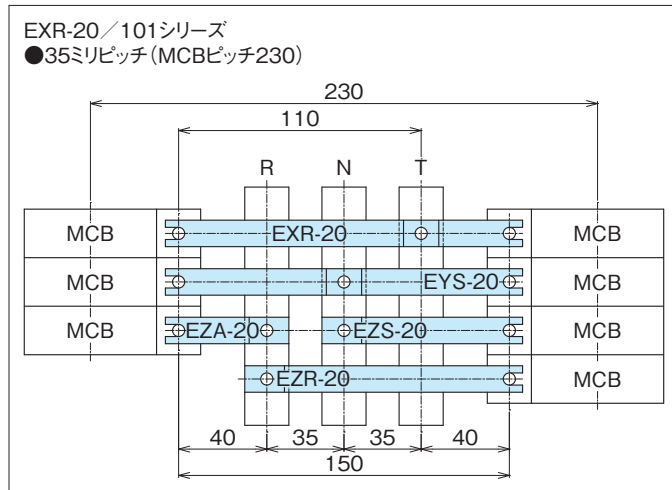 EXR-20／101シリーズ
●35ミリピッチ（MCBピッチ230）
230
110
R N T
MCB EXR-20 MCB
MCB EYS-20 MCB
MCB EZA-20 EZS-20 MCB
EZR-20 MCB
40 35 35 40
150